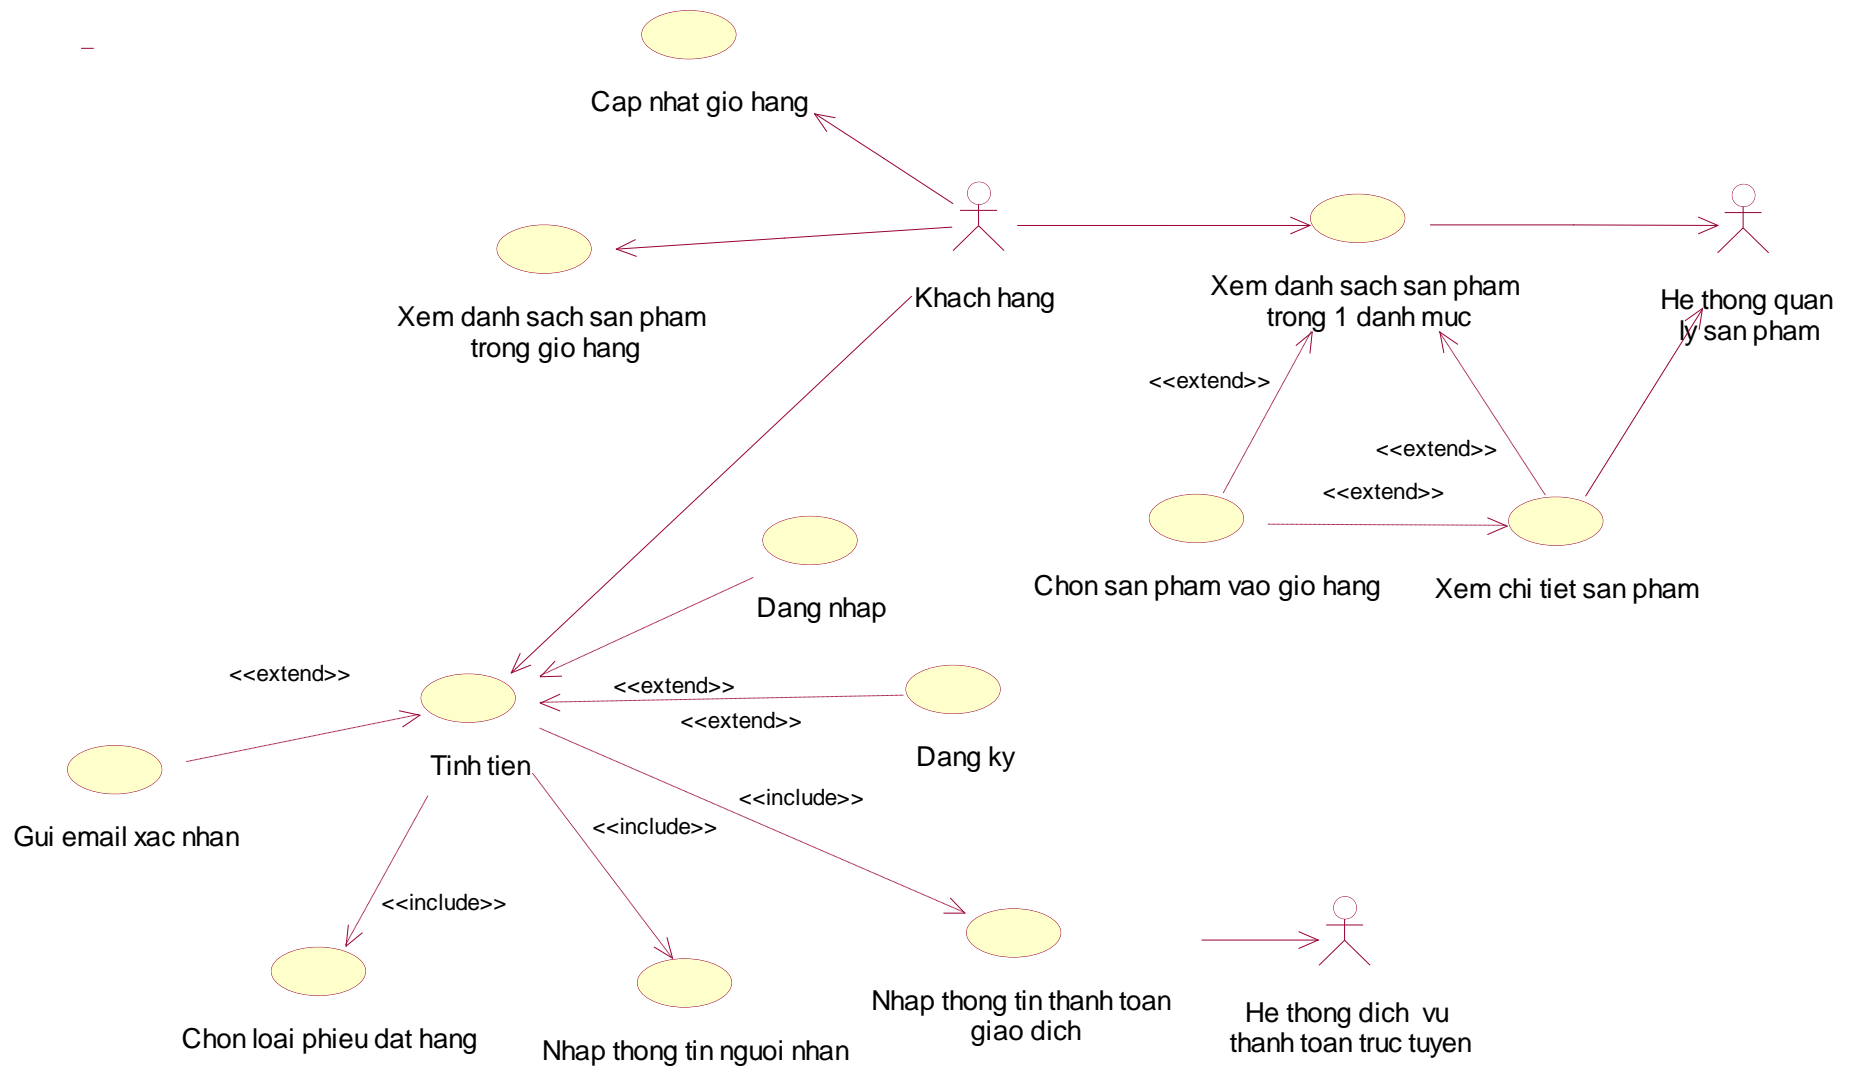 Cap nhat gio hang
Khach hang
Xem danh sach san pham
trong gio hang
Xem danh sach san pham
trong 1 danh muc
He thong quan
ly san pham
<<extend>>
<<extend>>
<<extend>>
Chon san pham vao gio hang
Xem chi tiet san pham
Dang nhap
<<extend>>
<<extend>>
<<extend>>
Dang ky
Tinh tien
<<include>>
<<include>>
Gui email xac nhan
<<include>>
Chon loai phieu dat hang
Nhap thong tin nguoi nhan
Nhap thong tin thanh toan
giao dich
He thong dich  vu
thanh toan truc tuyen